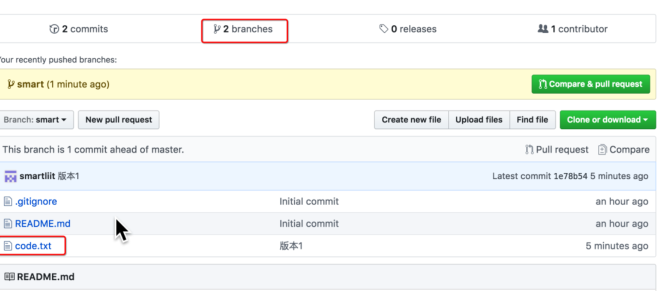 2 commits 2 branches 0 releases 1 contributor
Your recently pushed branches:
smart (1 minute ago) Compare & pull request
Branch: smart New pull request Create new file Upload files Find file Clone or download
This branch is 1 commit ahead of master. Pull request Compare
smartliit 版本1 Latest commit 1e78b54 5 minutes ago
.gitignore Initial commit an hour ago
README.md Initial commit an hour ago
code.txt 版本1 5 minutes ago
README.md